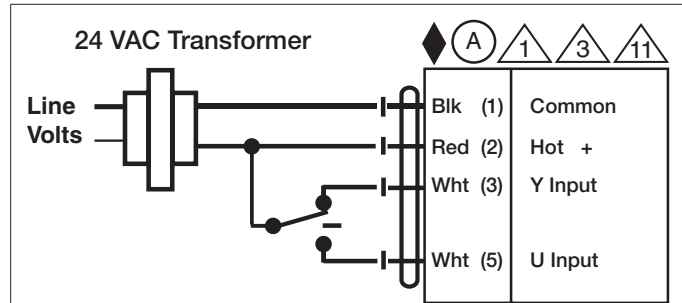 24 VAC Transformer
A 1 3 11
Line
Volts
Blk (1) Common
Red (2) Hot +
Wht (3) Y Input
Wht (5) U Input